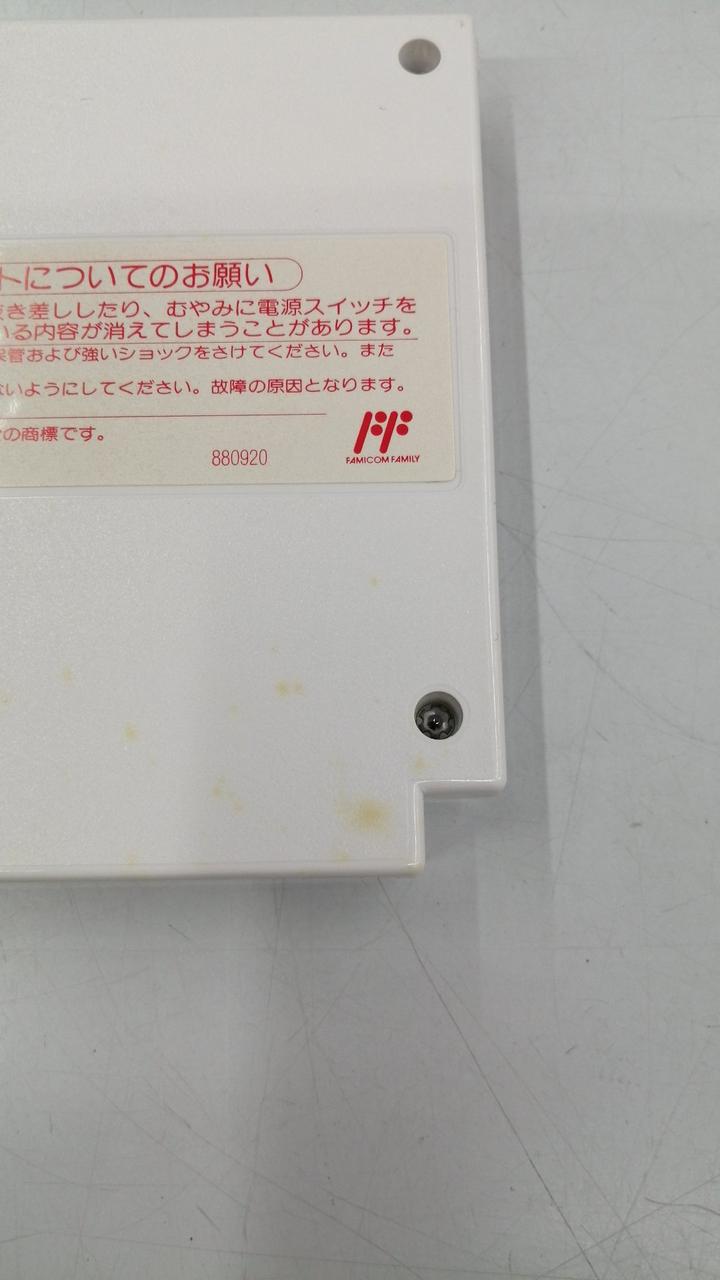 トについてのお願い
き差ししたり、むやみに電源スイッチを
いる内容が消えてしまうことがあります。
管および強いショックをさけてください。また
ないようにしてください。故障の原因となります。
の商標です。
880920
FAMICOM FAMILY